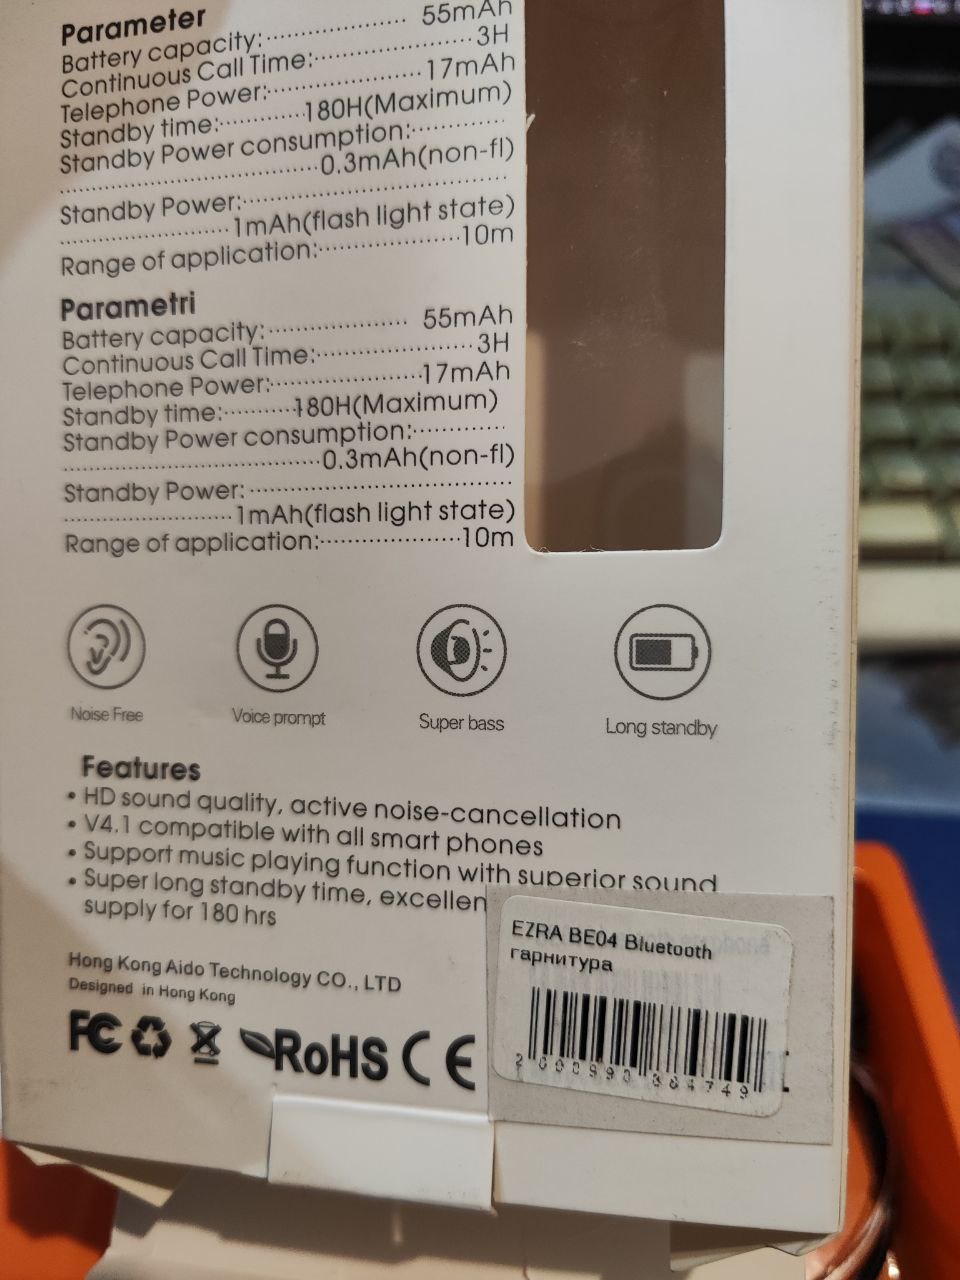 Parameter
Battery capacity:.................... 55mAh
Continuous Call Time:.................... 3H
Telephone Power:....................17mAh
Standby time:............180H(Maximum)
Standby Power consumption:............
....................0.3mAh(non-fl)
Standby Power:....................
....................1mAh(flash light state)
Range of application:....................10m
Parametri
Battery capacity:.................... 55mAh
Continuous Call Time:....................3H
Telephone Power:....................17mAh
Standby time:..........180H(Maximum)
Standby Power consumption:............
....................0.3mAh(non-fl)
Standby Power: ....................
....................1mAh(flash light state)
Range of application:....................10m
Noise Free
Voice prompt
Super bass
Long standby
Features
• HD sound quality, active noise-cancellation
• V4.1 compatible with all smart phones
• Support music playing function with superior sound
• Super long standby time, excellen
supply for 180 hrs
Hong Kong Aido Technology CO., LTD
Designed in Hong Kong
FC RoHS CE
EZRA BE04 Bluetooth
гарнитура
2 000990 384749